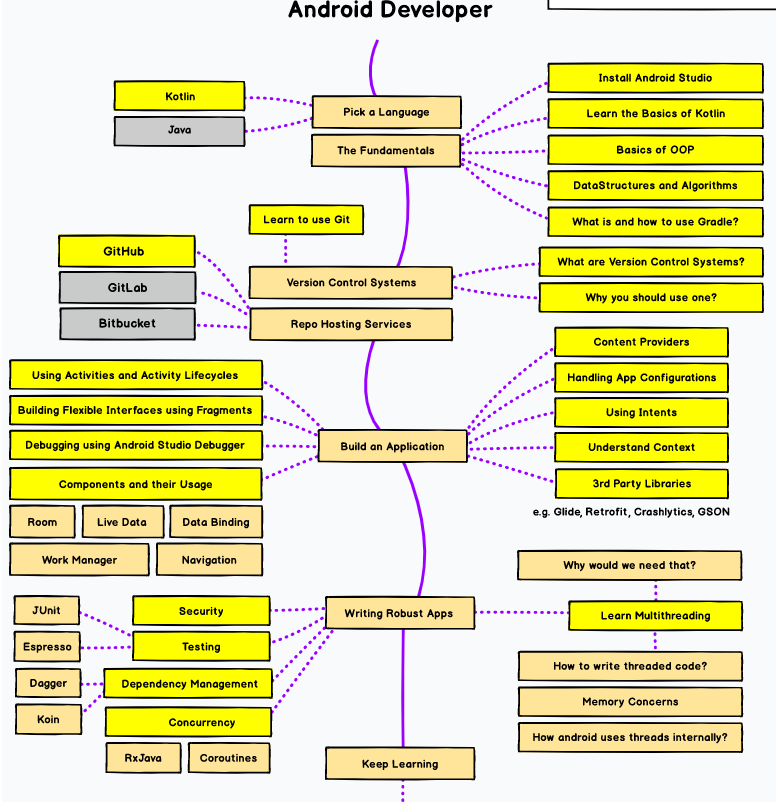 Android Developer
Kotlin
Java
Pick a Language
The Fundamentals
Install Android Studio
Learn the Basics of Kotlin
Basics of OOP
DataStructures and Algorithms
What is and how to use Gradle?
Learn to use Git
GitHub
GitLab
Bitbucket
Version Control Systems
Repo Hosting Services
What are Version Control Systems?
Why you should use one?
Using Activities and Activity Lifecycles
Building Flexible Interfaces using Fragments
Debugging using Android Studio Debugger
Components and their Usage
Room
Live Data
Data Binding
Work Manager
Navigation
Build an Application
Content Providers
Handling App Configurations
Using Intents
Understand Context
3rd Party Libraries
e.g. Glide, Retrofit, Crashlytics, GSON
Why would we need that?
Learn Multithreading
How to write threaded code?
Memory Concerns
How android uses threads internally?
Writing Robust Apps
JUnit
Espresso
Dagger
Koin
Security
Testing
Dependency Management
Concurrency
RxJava
Coroutines
Keep Learning